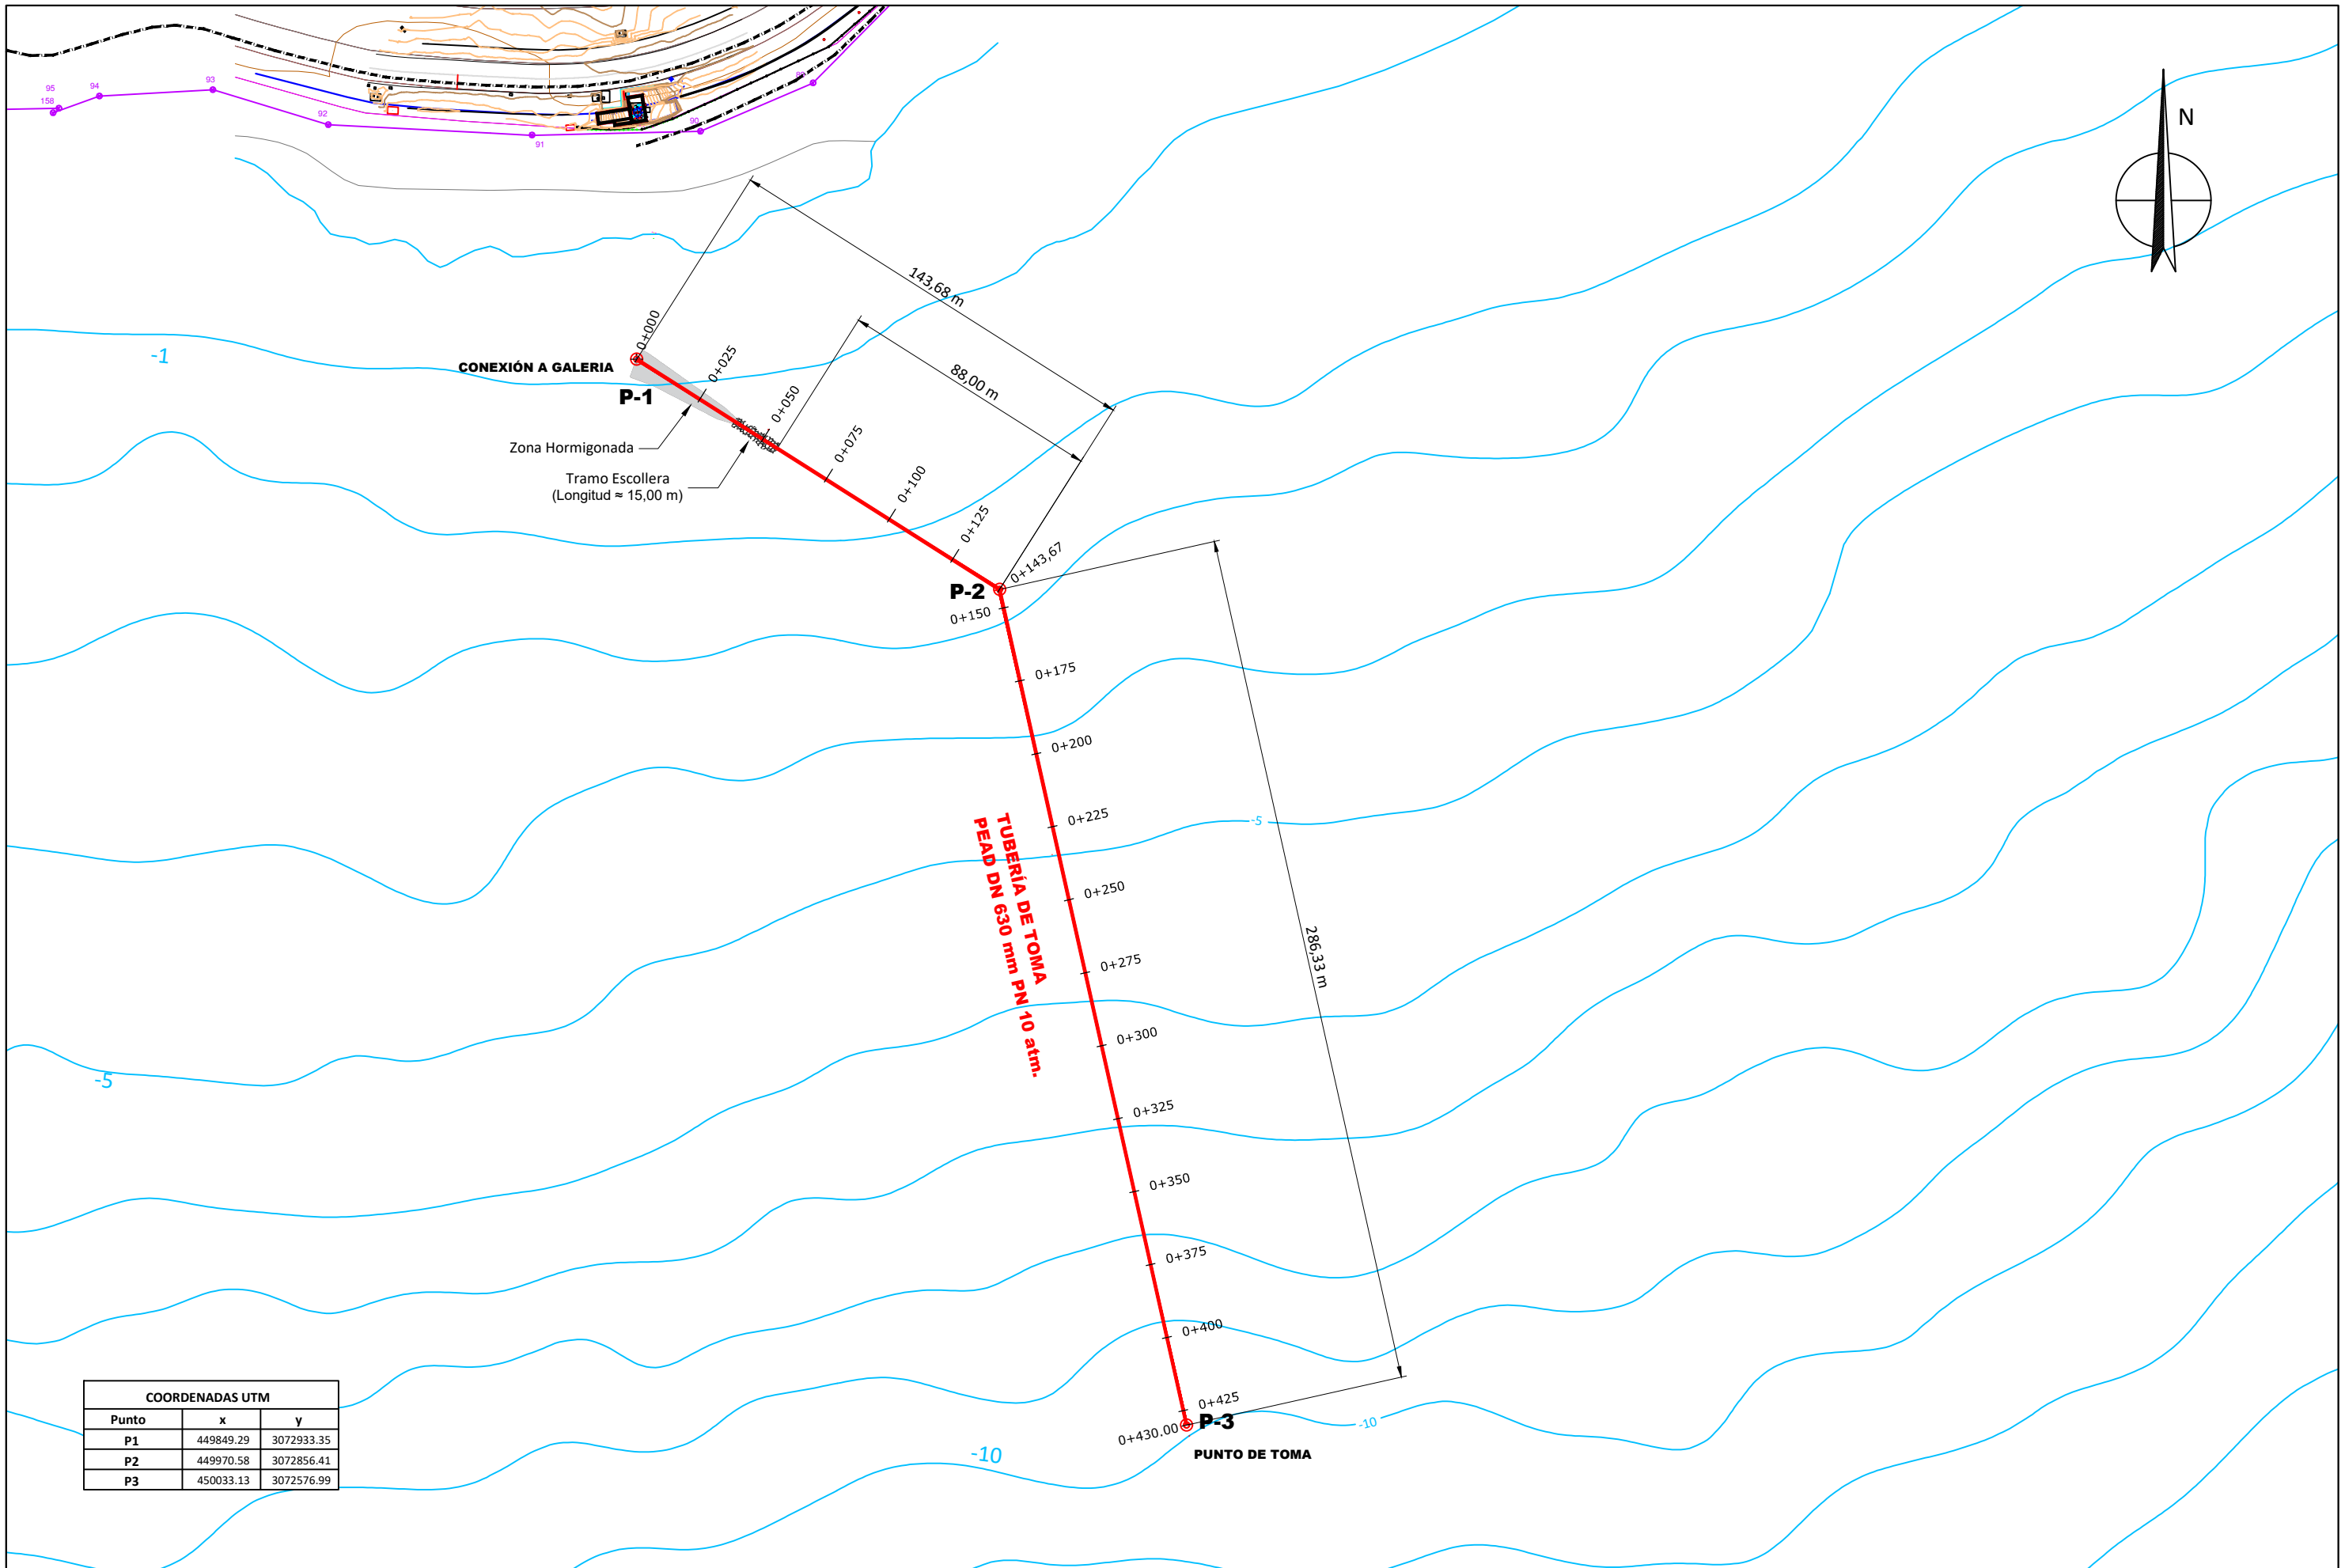 95
158
94
93
92
91
90
N
143,68 m
88,00 m
0+000
0+025
0+050
0+075
0+100
0+125
0+143,67
-1
CONEXIÓN A GALERIA
P-1
Zona Hormigonada
Tramo Escollera
(Longitud ≈ 15,00 m)
P-2
0+150
0+175
0+200
0+225
0+250
0+275
0+300
0+325
0+350
0+375
0+400
0+425
0+430.00
TUBERÍA DE TOMA
PEAD DN 630 mm PN 10 atm.
286,33 m
-5
-5
P-3
PUNTO DE TOMA
-10
-10
COORDENADAS UTM
Punto x y
P1 449849.29 3072933.35
P2 449970.58 3072856.41
P3 450033.13 3072576.99